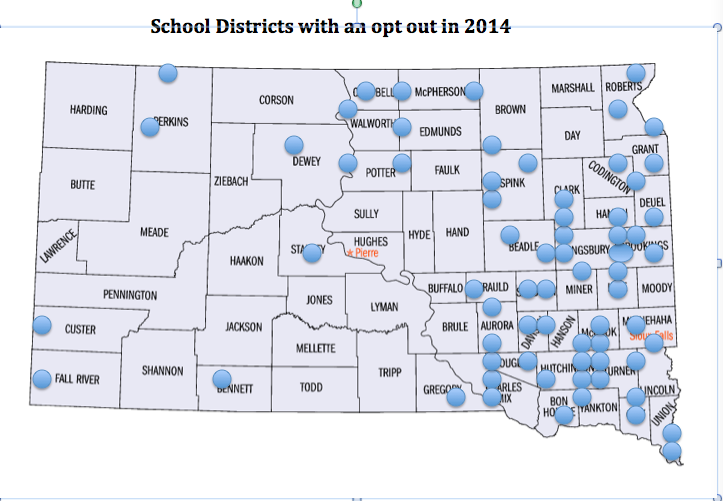 School Districts with an opt out in 2014
HARDING
PERKINS
CORSON
McPHERSON
BROWN
MARSHALL
ROBERTS
WALWORTH
EDMUNDS
DAY
BUTTE
ZIEBACH
DEWEY
POTTER
FAULK
SPINK
CLARK
CODINGTON
GRANT
DEUEL
LAWRENCE
MEADE
SULLY
HYDE
HAND
BEADLE
HAAKON
HUGHES
Pierre
PENNINGTON
JONES
LYMAN
BUFFALO
MINER
MOODY
CUSTER
JACKSON
MELLETTE
BRULE
AURORA
HANSON
Sioux Falls
FALL RIVER
SHANNON
BENNETT
TODD
TRIPP
GREGORY
BON
YANKTON
LINCOLN
UNION